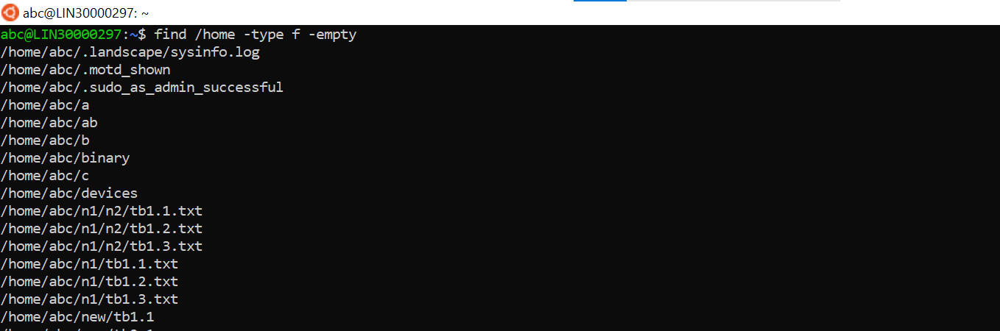 abc@LIN30000297: ~
abc@LIN30000297:~$ find /home -type f -empty
/home/abc/.landscape/sysinfo.log
/home/abc/.motd_shown
/home/abc/.sudo_as_admin_successful
/home/abc/a
/home/abc/ab
/home/abc/b
/home/abc/binary
/home/abc/c
/home/abc/devices
/home/abc/n1/n2/tb1.1.txt
/home/abc/n1/n2/tb1.2.txt
/home/abc/n1/n2/tb1.3.txt
/home/abc/n1/tb1.1.txt
/home/abc/n1/tb1.2.txt
/home/abc/n1/tb1.3.txt
/home/abc/new/tb1.1